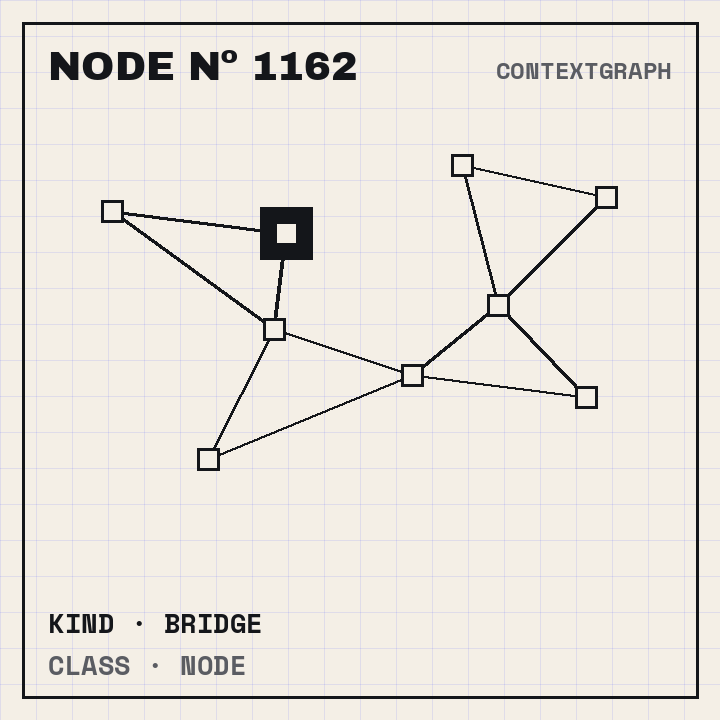 NODE Nº 1162
CONTEXTGRAPH
KIND · BRIDGE
CLASS · NODE